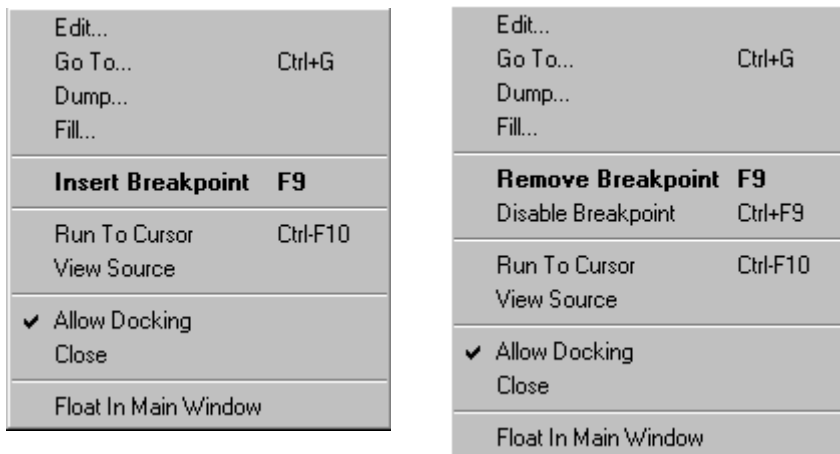 Edit...
Go To... Ctrl+G
Dump...
Fill...
Insert Breakpoint F9
Run To Cursor Ctrl-F10
View Source
Allow Docking
Close
Float In Main Window
Edit...
Go To... Ctrl+G
Dump...
Fill...
Remove Breakpoint F9
Disable Breakpoint Ctrl+F9
Run To Cursor Ctrl-F10
View Source
Allow Docking
Close
Float In Main Window